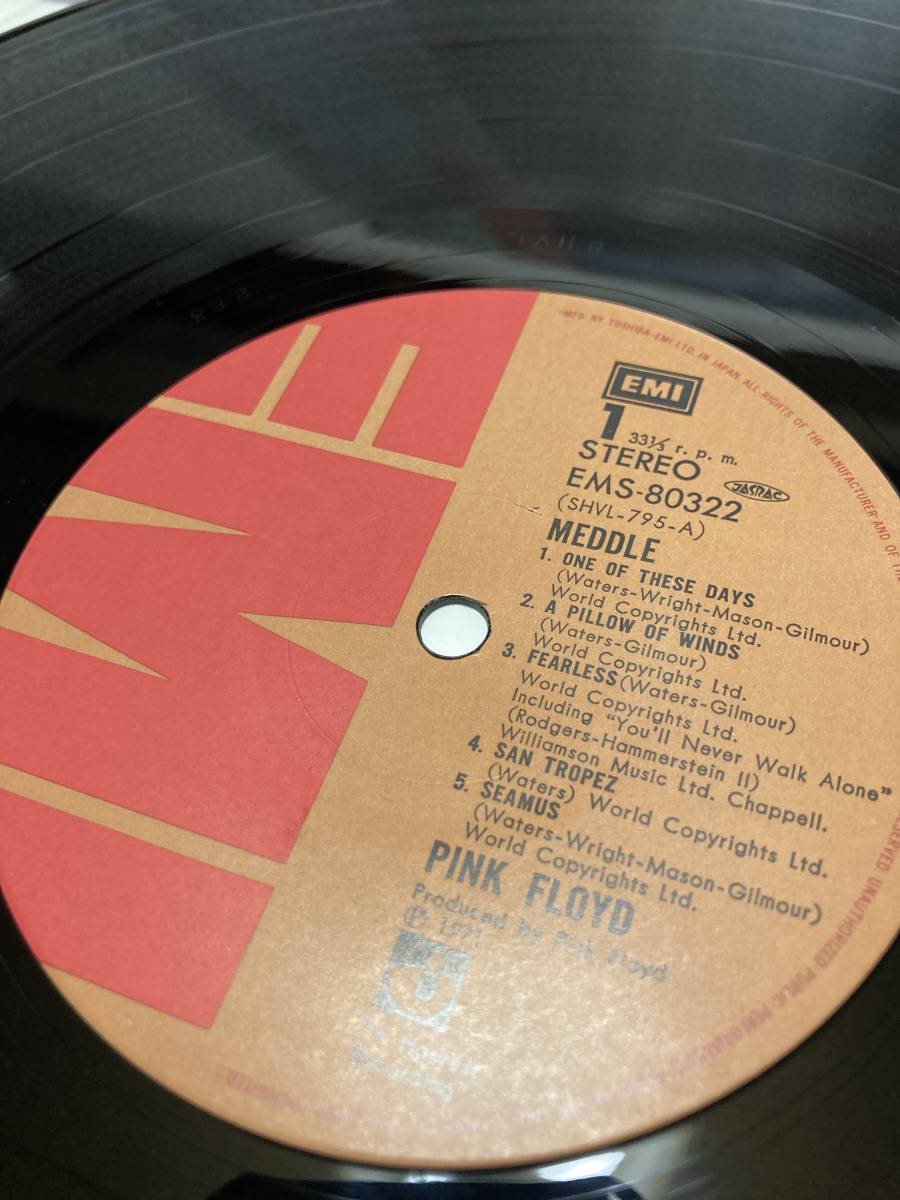 "MFD BY TOSHIBA-EMI LTD. IN JAPAN. ALL RIGHTS OF THE MANUFACTURER AND OF THE
EMI
EMI
1
33⅓ r. p. m.
STEREO
JASRAC
EMS-80322
(SHVL-795-A)
MEDDLE
1. ONE OF THESE DAYS
(Waters-Wright-Mason-Gilmour)
World Copyrights Ltd.
2. A PILLOW OF WINDS
(Waters-Gilmour)
World Copyrights Ltd.
3. FEARLESS (Waters-Gilmour)
World Copyrights Ltd.
Including "You'll Never Walk Alone"
(Rodgers-Hammerstein II)
Williamson Music Ltd. Chappell.
4. SAN TROPEZ
(Waters) World Copyrights Ltd.
5. SEAMUS
(Waters-Wright-Mason-Gilmour)
World Copyrights Ltd.
PINK FLOYD
Produced by Pink Floyd
Ⓟ 1971
RESERVED UNAUTHORIZED PUBLIC